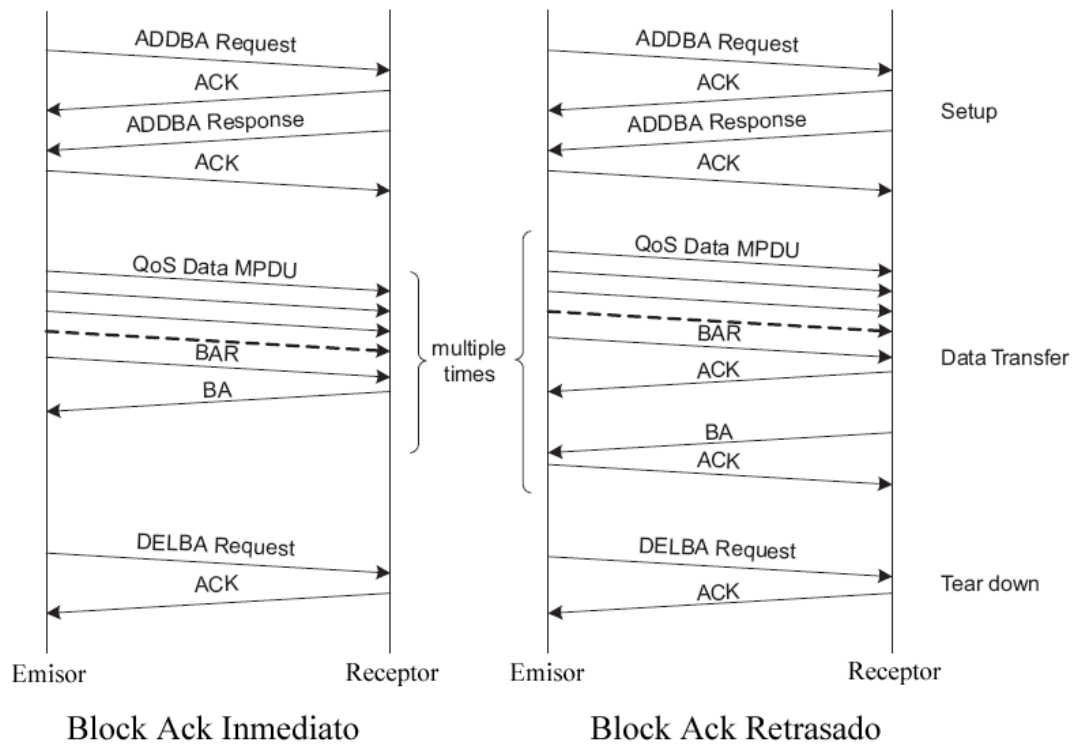 ADDBA Request
ACK
ADDBA Response
ACK
QoS Data MPDU
BAR
BA
multiple
times
DELBA Request
ACK
Emisor
Receptor
Block Ack Inmediato
ADDBA Request
ACK
ADDBA Response
ACK
Setup
QoS Data MPDU
BAR
ACK
Data Transfer
BA
ACK
DELBA Request
ACK
Tear down
Emisor
Receptor
Block Ack Retrasado